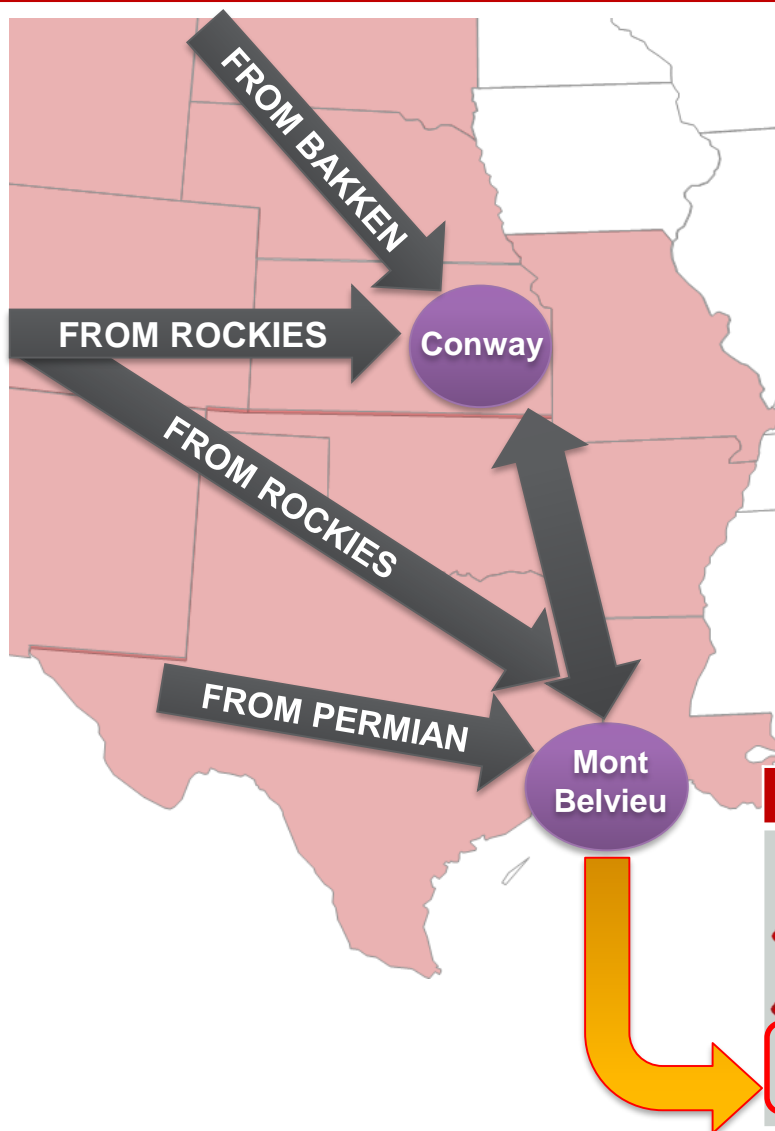 FROM BAKKEN
FROM ROCKIES
Conway
FROM ROCKIES
FROM PERMIAN
Mont
Belvieu